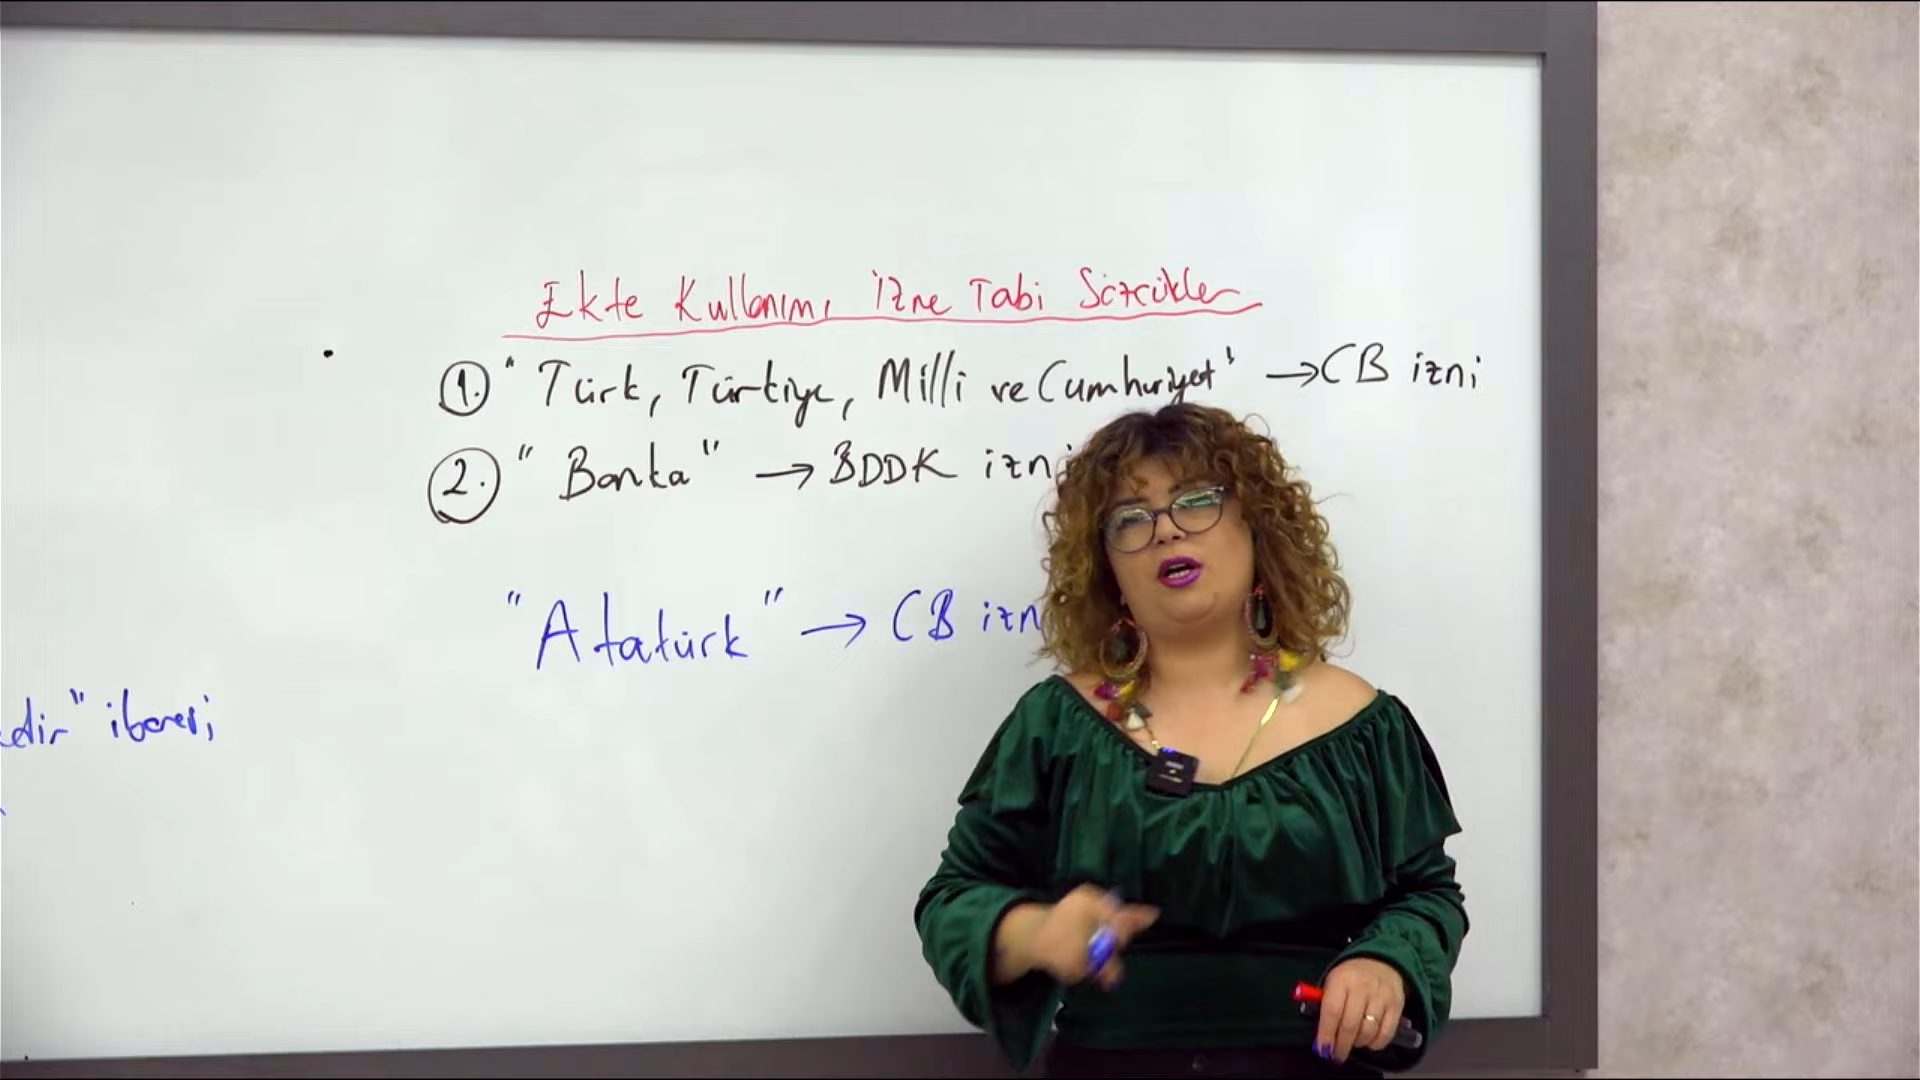 Ekte Kullanımı İzne Tabi Sözcükler
1. "Türk, Türkiye, Milli ve Cumhuriyet" → CB izni
2. "Banka" → BDDK izni
"Atatürk" → CB izn
ibaresi